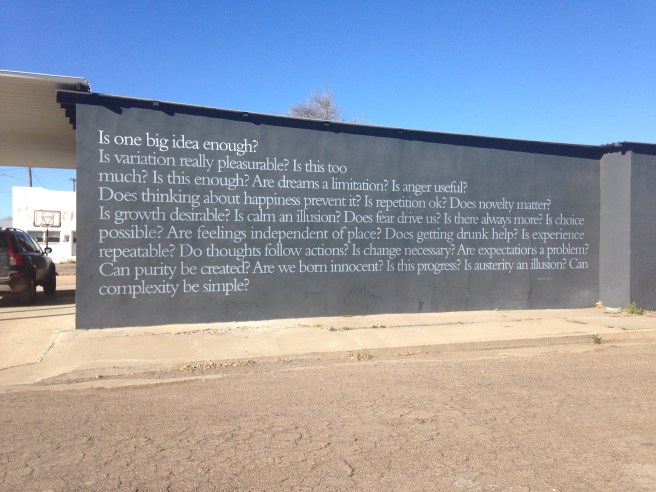 Is one big idea enough?
Is variation really pleasurable? Is this too
much? Is this enough? Are dreams a limitation? Is anger useful?
Does thinking about happiness prevent it? Is repetition ok? Does novelty matter?
Is growth desirable? Is calm an illusion? Does fear drive us? Is there always more? Is choice
possible? Are feelings independent of place? Does getting drunk help? Is experience
repeatable? Do thoughts follow actions? Is change necessary? Are expectations a problem?
Can purity be created? Are we born innocent? Is this progress? Is austerity an illusion? Can
complexity be simple?